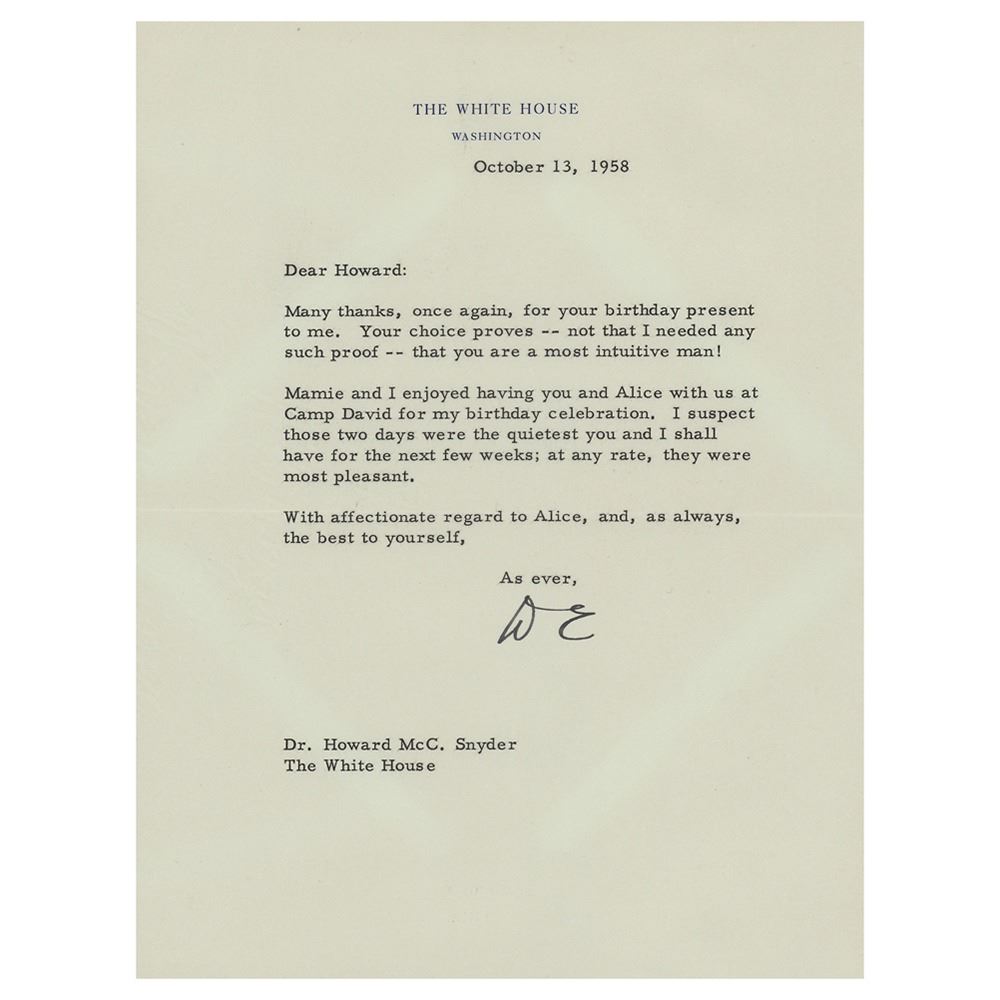 THE WHITE HOUSE
WASHINGTON
October 13, 1958
Dear Howard:
Many thanks, once again, for your birthday present
to me. Your choice proves -- not that I needed any
such proof -- that you are a most intuitive man!
Mamie and I enjoyed having you and Alice with us at
Camp David for my birthday celebration. I suspect
those two days were the quietest you and I shall
have for the next few weeks; at any rate, they were
most pleasant.
With affectionate regard to Alice, and, as always,
the best to yourself,
As ever,
DE
Dr. Howard McC. Snyder
The White House